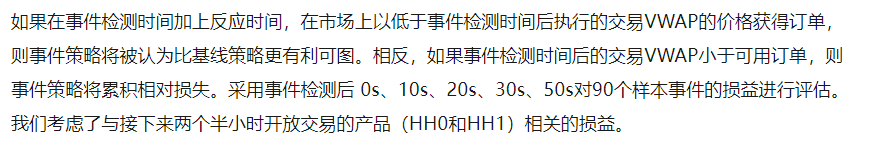 如果在事件检测时间加上反应时间，在市场上以低于事件检测时间后执行的交易VWAP的价格获得订单，
则事件策略将被认为比基线策略更有利可图。相反，如果事件检测时间后的交易VWAP小于可用订单，则
事件策略将累积相对损失。采用事件检测后 0s、10s、20s、30s、50s对90个样本事件的损益进行评估。
我们考虑了与接下来两个半小时开放交易的产品（HH0和HH1）相关的损益。